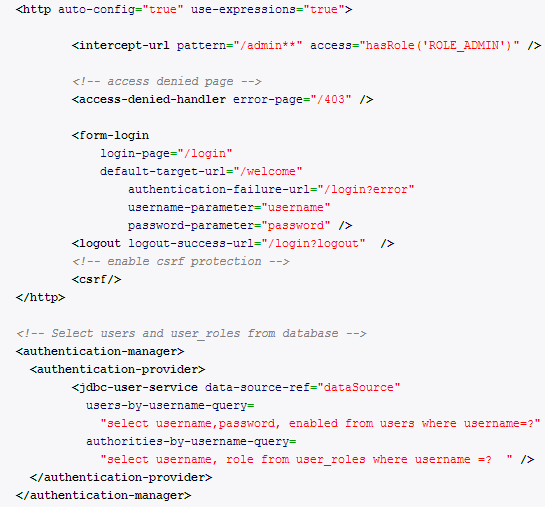 <http auto-config="true" use-expressions="true">
<intercept-url pattern="/admin**" access="hasRole('ROLE_ADMIN')" />
<!-- access denied page -->
<access-denied-handler error-page="/403" />
<form-login
login-page="/login"
default-target-url="/welcome"
authentication-failure-url="/login?error"
username-parameter="username"
password-parameter="password" />
<logout logout-success-url="/login?logout"  />
<!-- enable csrf protection -->
<csrf/>
</http>
<!-- Select users and user_roles from database -->
<authentication-manager>
<authentication-provider>
<jdbc-user-service data-source-ref="dataSource"
users-by-username-query=
"select username,password, enabled from users where username=?"
authorities-by-username-query=
"select username, role from user_roles where username =?  " />
</authentication-provider>
</authentication-manager>